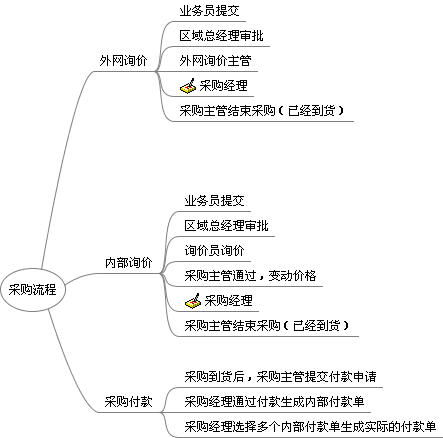 业务员提交
区域总经理审批
外网询价
外网询价主管
采购经理
采购主管结束采购(已经到货)
业务员提交
区域总经理审批
询价员询价
内部询价
采购主管通过,变动价格
采购流程
采购经理
采购主管结束采购(已经到货)
采购到货后,采购主管提交付款申请
采购付款
采购经理通过付款生成内部付款单
采购经理选择多个内部付款单生成实际的付款单